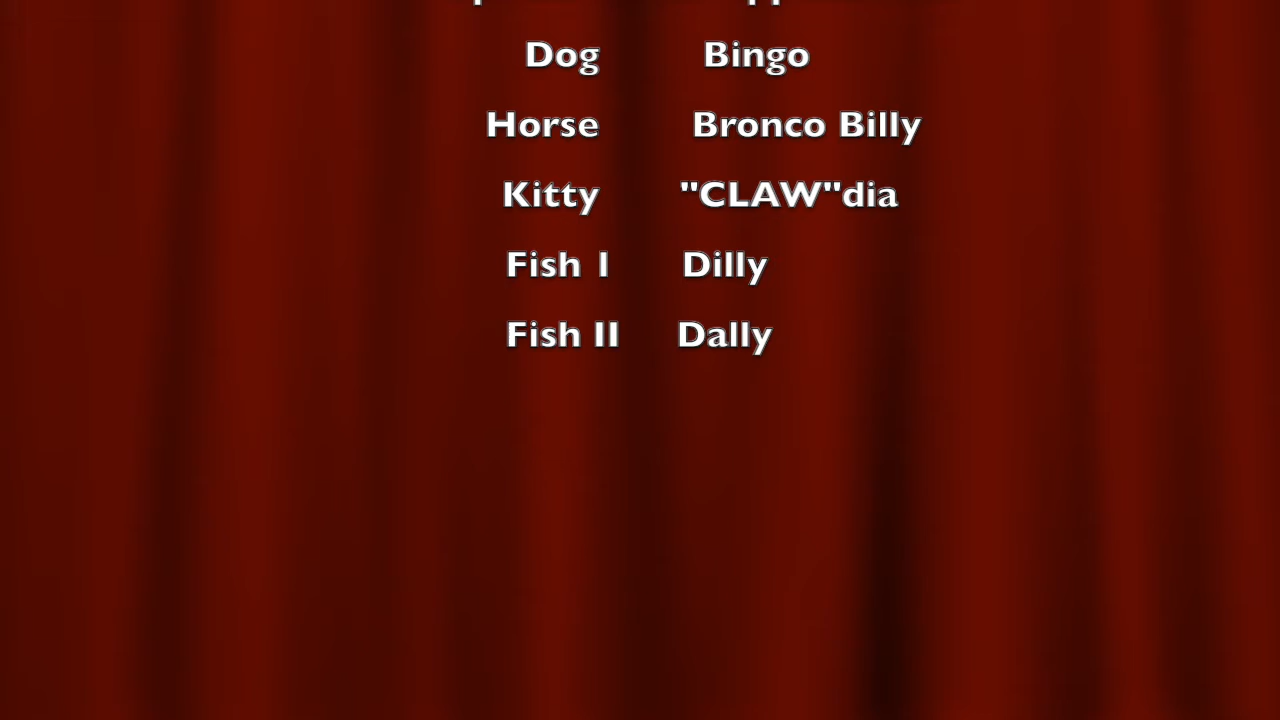 Dog Bingo
Horse Bronco Billy
Kitty "CLAW"dia
Fish I Dilly
Fish II Dally